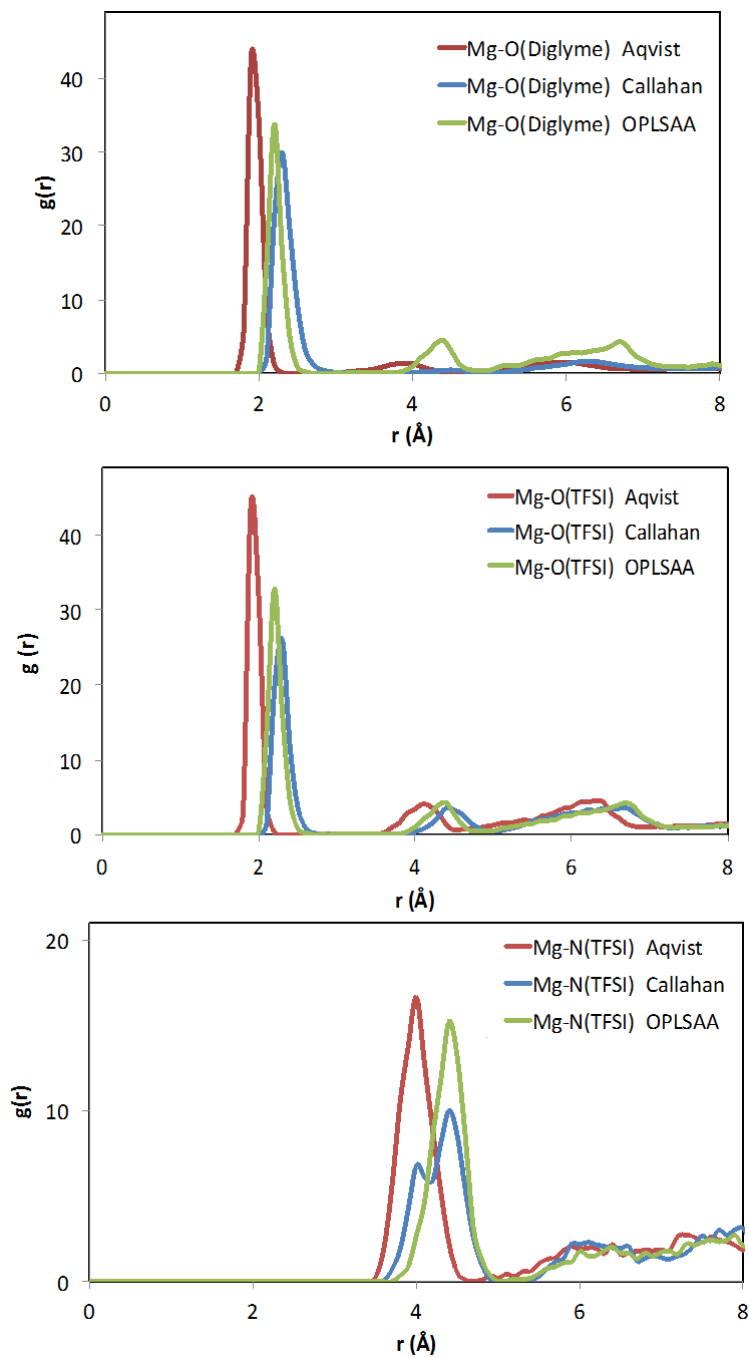 Mg-O(Diglyme) Aqvist
Mg-O(Diglyme) Callahan
Mg-O(Diglyme) OPLSAA
g(r)
40
30
20
10
0
0 2 4 6 8
r (Å)
Mg-O(TFSI) Aqvist
Mg-O(TFSI) Callahan
Mg-O(TFSI) OPLSAA
g (r)
40
30
20
10
0
0 2 4 6 8
r (Å)
Mg-N(TFSI) Aqvist
Mg-N(TFSI) Callahan
Mg-N(TFSI) OPLSAA
g(r)
20
10
0
0 2 4 6 8
r (Å)